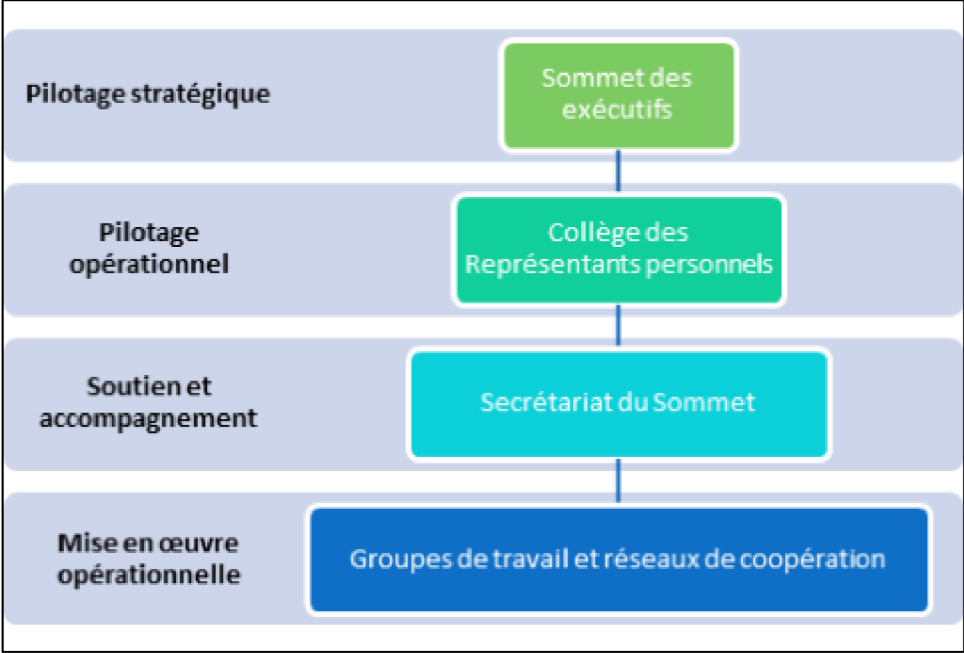 Pilotage stratégique
Sommet des
exécutifs
Pilotage
opérationnel
Collège des
Représentants personnels
Soutien et
accompagnement
Secrétariat du Sommet
Mise en œuvre
opérationnelle
Groupes de travail et réseaux de coopération